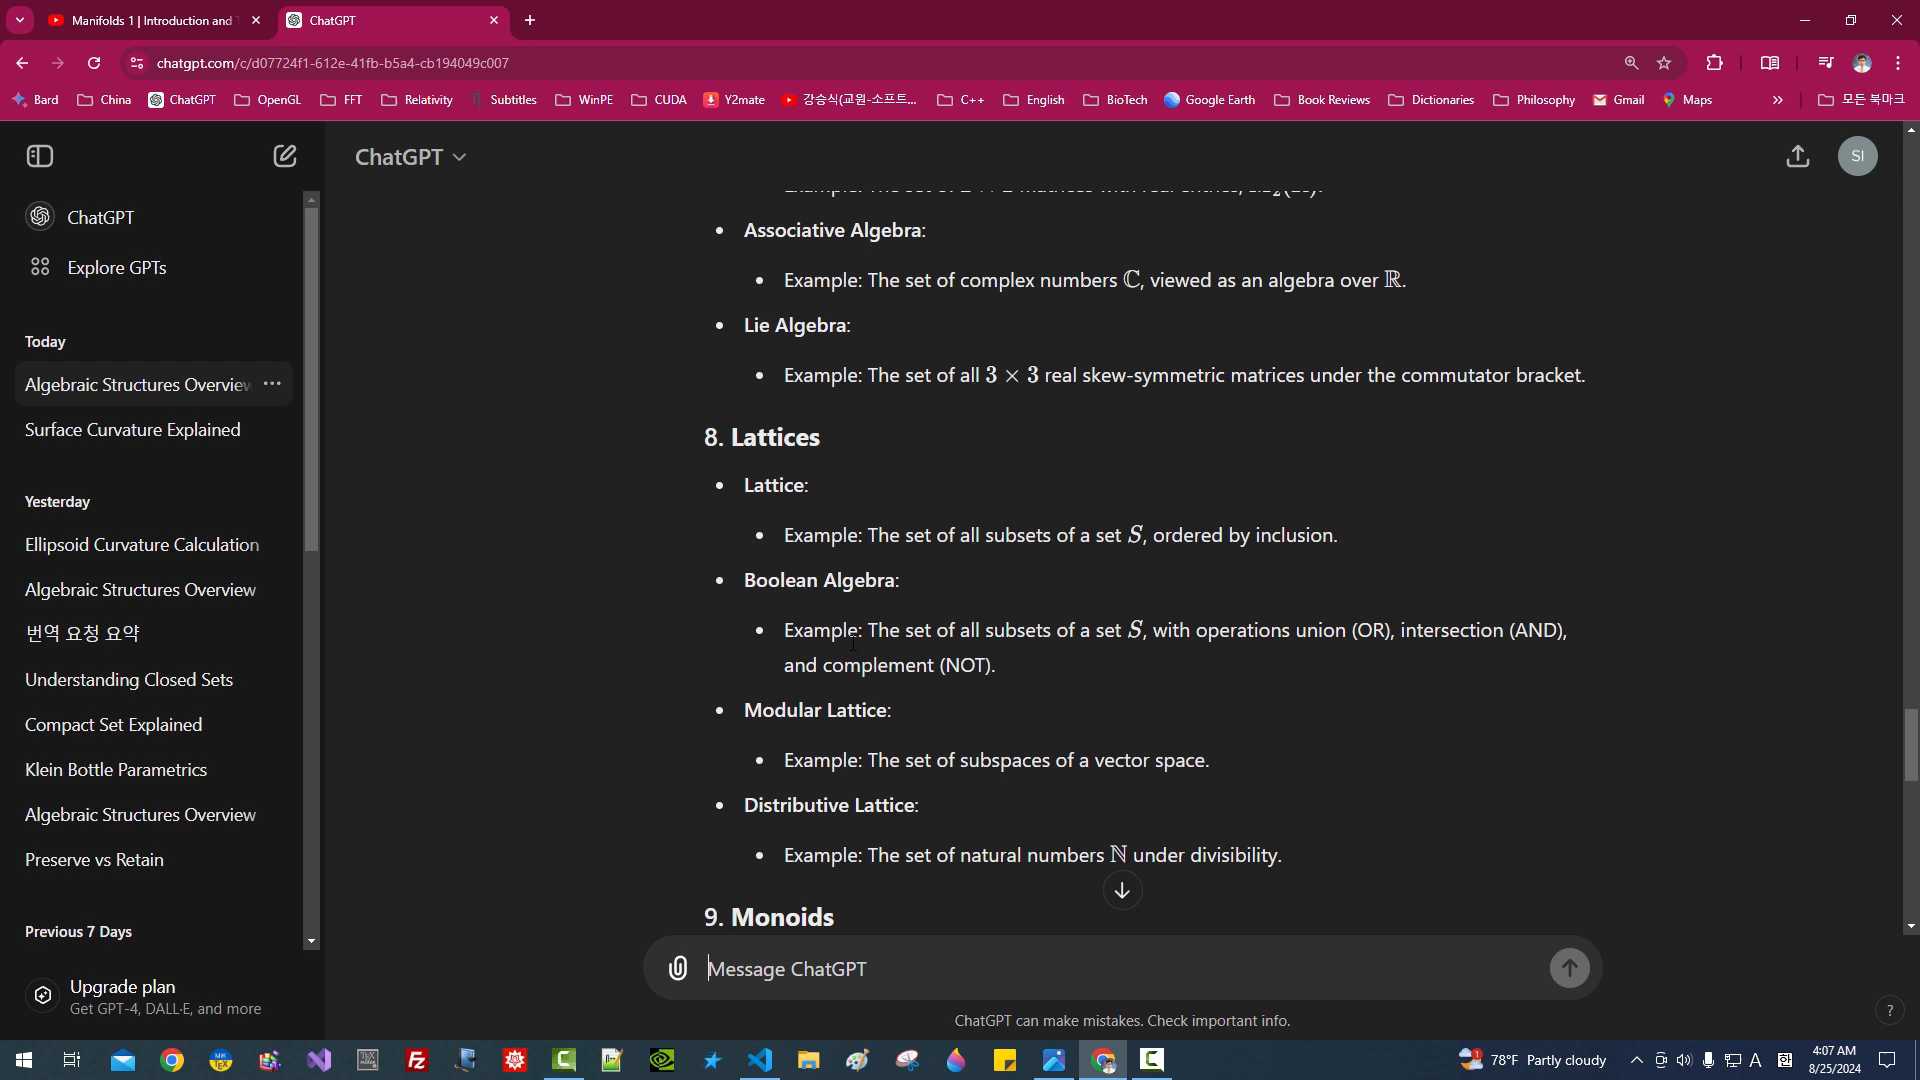 Manifolds 1 | Introduction and
ChatGPT
chatgpt.com/c/d07724f1-612e-41fb-b5a4-cb194049c007
Bard China ChatGPT OpenGL FFT Relativity Subtitles WinPE CUDA Y2mate 강승식(교원-소프트... C++ English BioTech Google Earth Book Reviews Dictionaries Philosophy Gmail Maps » 모든 북마크
ChatGPT
SI
ChatGPT
Explore GPTs
Today
Algebraic Structures Overview
Surface Curvature Explained
Yesterday
Ellipsoid Curvature Calculation
Algebraic Structures Overview
번역 요청 요약
Understanding Closed Sets
Compact Set Explained
Klein Bottle Parametrics
Algebraic Structures Overview
Preserve vs Retain
Previous 7 Days
Upgrade plan
Get GPT-4, DALL·E, and more
• Associative Algebra:
• Example: The set of complex numbers ℂ, viewed as an algebra over ℝ.
• Lie Algebra:
• Example: The set of all 3 × 3 real skew-symmetric matrices under the commutator bracket.
8. Lattices
• Lattice:
• Example: The set of all subsets of a set S, ordered by inclusion.
• Boolean Algebra:
• Example: The set of all subsets of a set S, with operations union (OR), intersection (AND),
and complement (NOT).
• Modular Lattice:
• Example: The set of subspaces of a vector space.
• Distributive Lattice:
• Example: The set of natural numbers ℕ under divisibility.
9. Monoids
Message ChatGPT
ChatGPT can make mistakes. Check important info.
?
78°F Partly cloudy
A 한
4:07 AM
8/25/2024